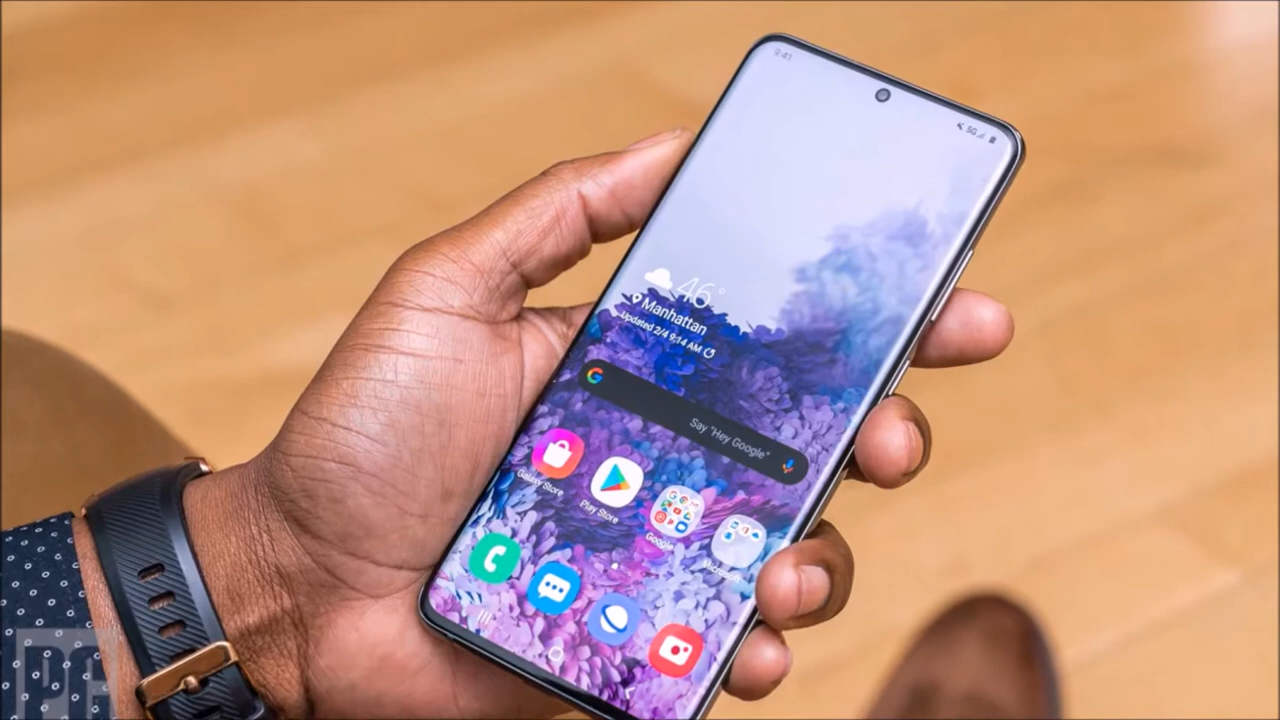 9:41
5G
46°
Manhattan
Updated 2/4 9:14 AM
G
Say "Hey Google"
Galaxy Store
Play Store
Google
Microsoft
PC